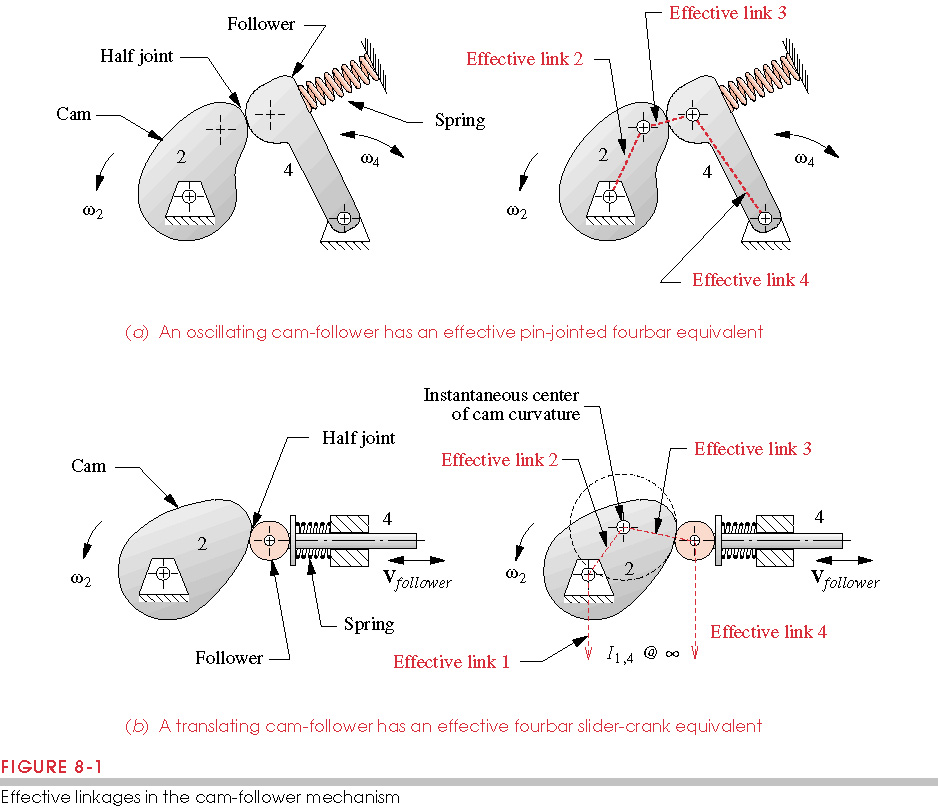 Follower
Half joint
Cam
Spring
2
4
ω2
ω4
Effective link 3
Effective link 2
2
4
ω2
ω4
Effective link 4
(a) An oscillating cam-follower has an effective pin-jointed fourbar equivalent
Half joint
Cam
2
4
ω2
Vfollower
Spring
Follower
Instantaneous center
of cam curvature
Effective link 2
Effective link 3
4
2
ω2
Vfollower
Effective link 4
Effective link 1
I1,4 @ ∞
(b) A translating cam-follower has an effective fourbar slider-crank equivalent
FIGURE 8-1
Effective linkages in the cam-follower mechanism